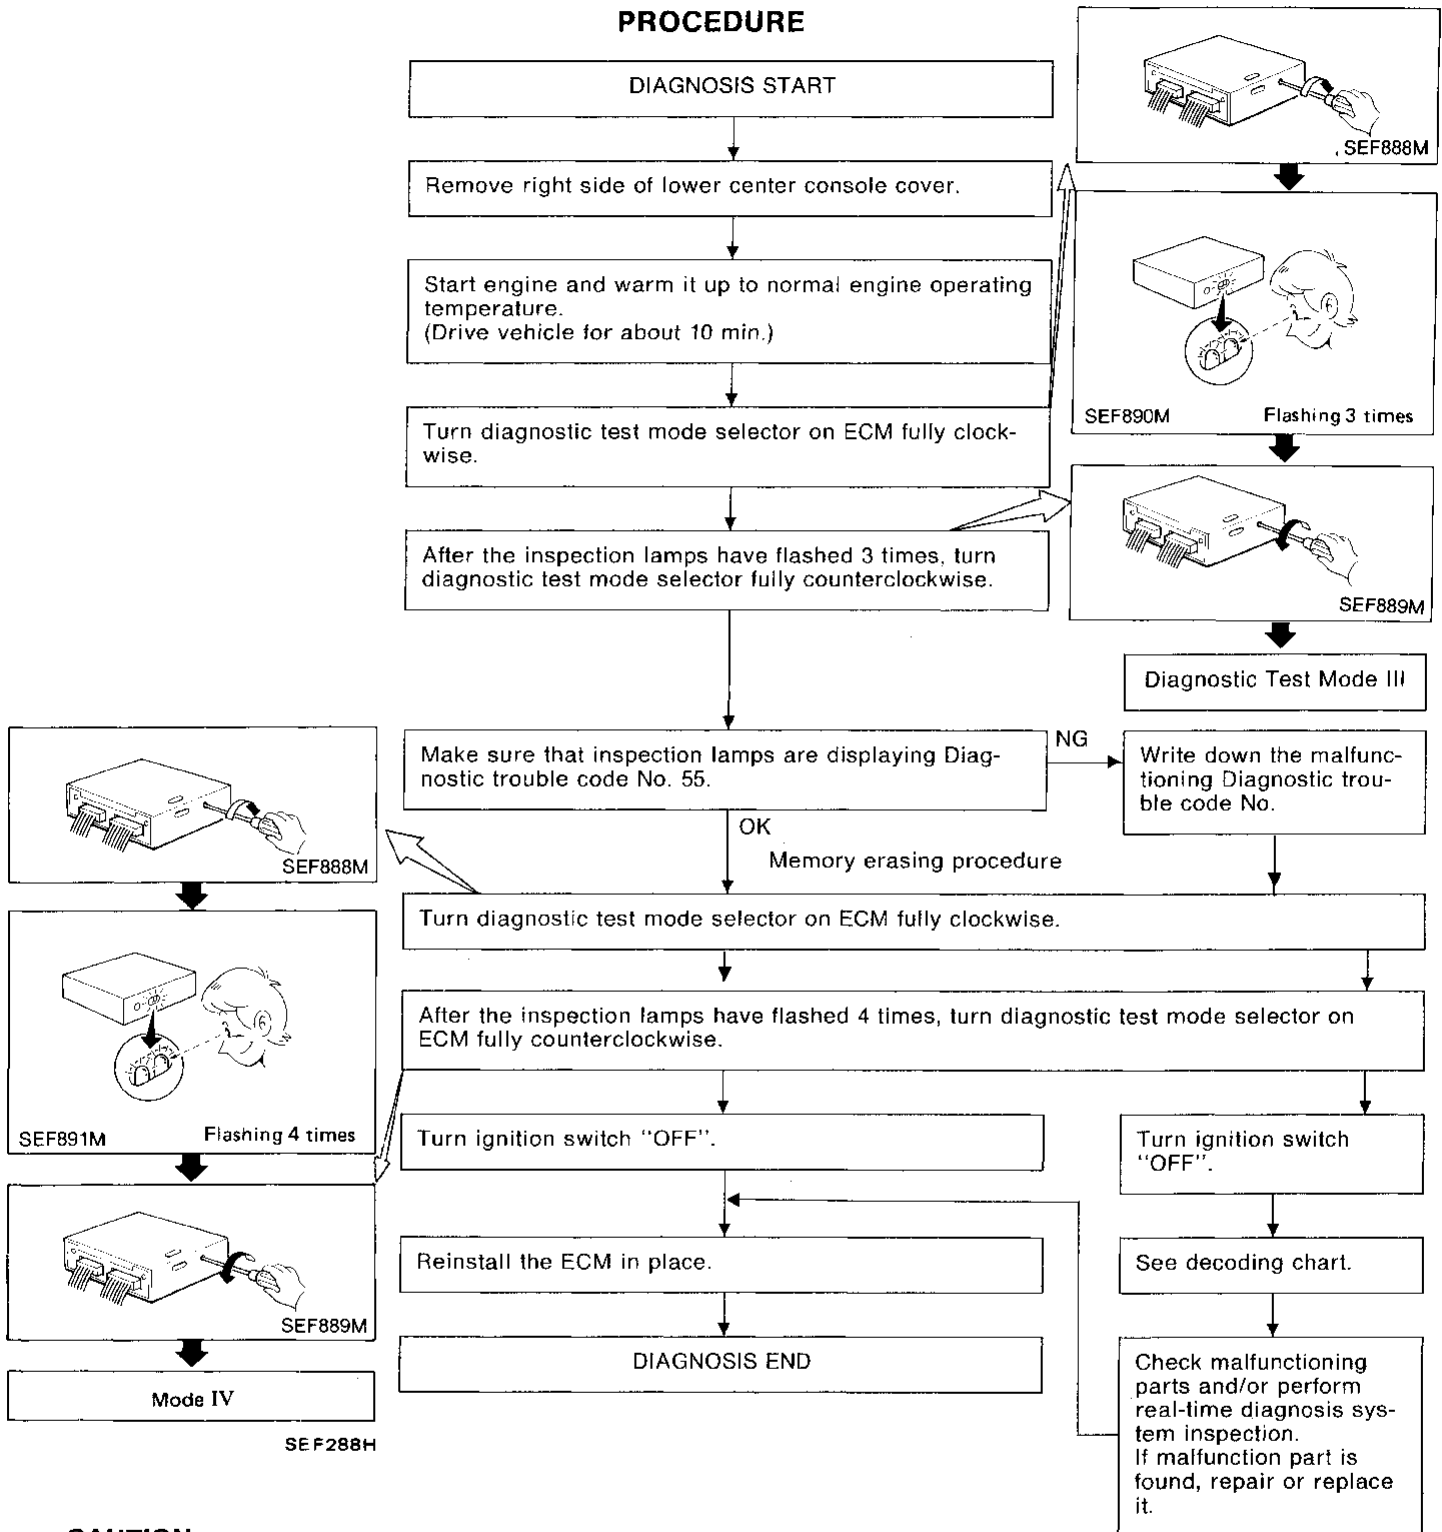 PROCEDURE
DIAGNOSIS START
Remove right side of lower center console cover.
Start engine and warm it up to normal engine operating
temperature.
(Drive vehicle for about 10 min.)
Turn diagnostic test mode selector on ECM fully clock-
wise.
After the inspection lamps have flashed 3 times, turn
diagnostic test mode selector fully counterclockwise.
SEF888M
SEF890M Flashing 3 times
SEF889M
Diagnostic Test Mode III
Make sure that inspection lamps are displaying Diag-
nostic trouble code No. 55.
NG
Write down the malfunc-
tioning Diagnostic trou-
ble code No.
OK
Memory erasing procedure
Turn diagnostic test mode selector on ECM fully clockwise.
After the inspection lamps have flashed 4 times, turn diagnostic test mode selector on
ECM fully counterclockwise.
SEF888M
SEF891M Flashing 4 times
SEF889M
Mode IV
SEF288H
Turn ignition switch "OFF".
Reinstall the ECM in place.
DIAGNOSIS END
Turn ignition switch
"OFF".
See decoding chart.
Check malfunctioning
parts and/or perform
real-time diagnosis sys-
tem inspection.
If malfunction part is
found, repair or replace
it.
CAUTION